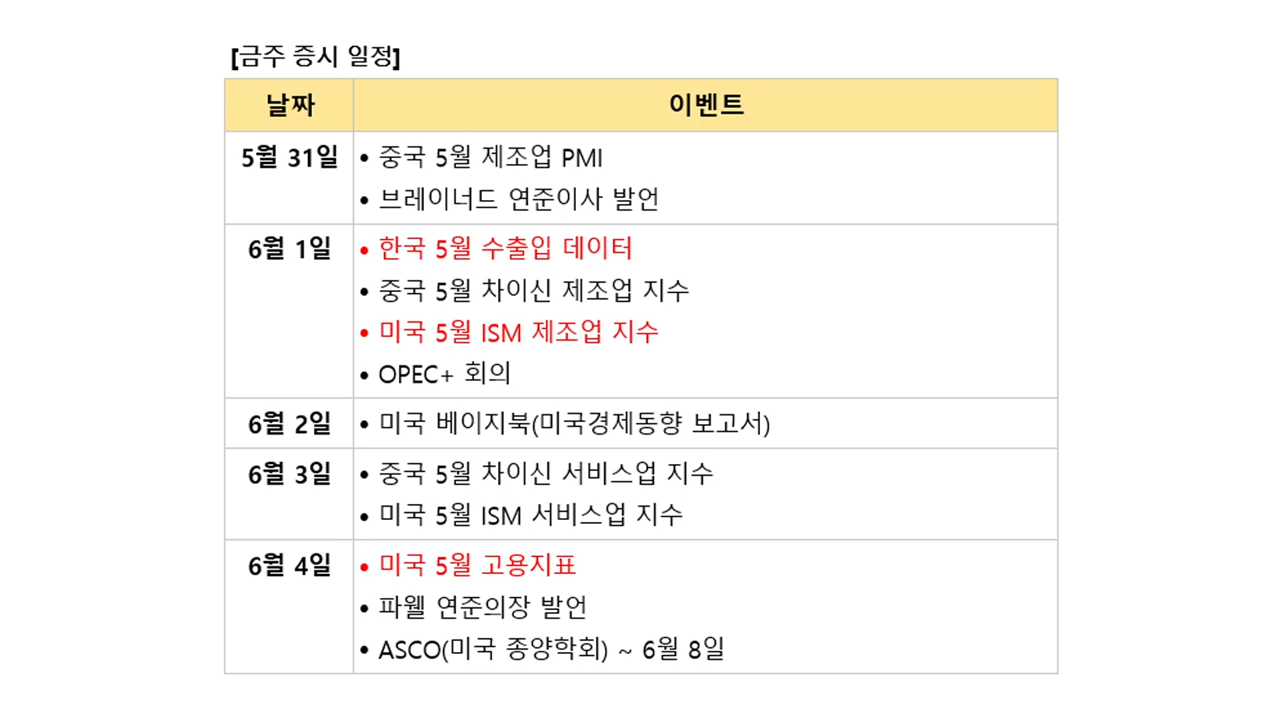 [금주 증시 일정]
날짜 이벤트
5월 31일 • 중국 5월 제조업 PMI
• 브레이너드 연준이사 발언
6월 1일 • 한국 5월 수출입 데이터
• 중국 5월 차이신 제조업 지수
• 미국 5월 ISM 제조업 지수
• OPEC+ 회의
6월 2일 • 미국 베이지북(미국경제동향 보고서)
6월 3일 • 중국 5월 차이신 서비스업 지수
• 미국 5월 ISM 서비스업 지수
6월 4일 • 미국 5월 고용지표
• 파웰 연준의장 발언
• ASCO(미국 종양학회) ~ 6월 8일